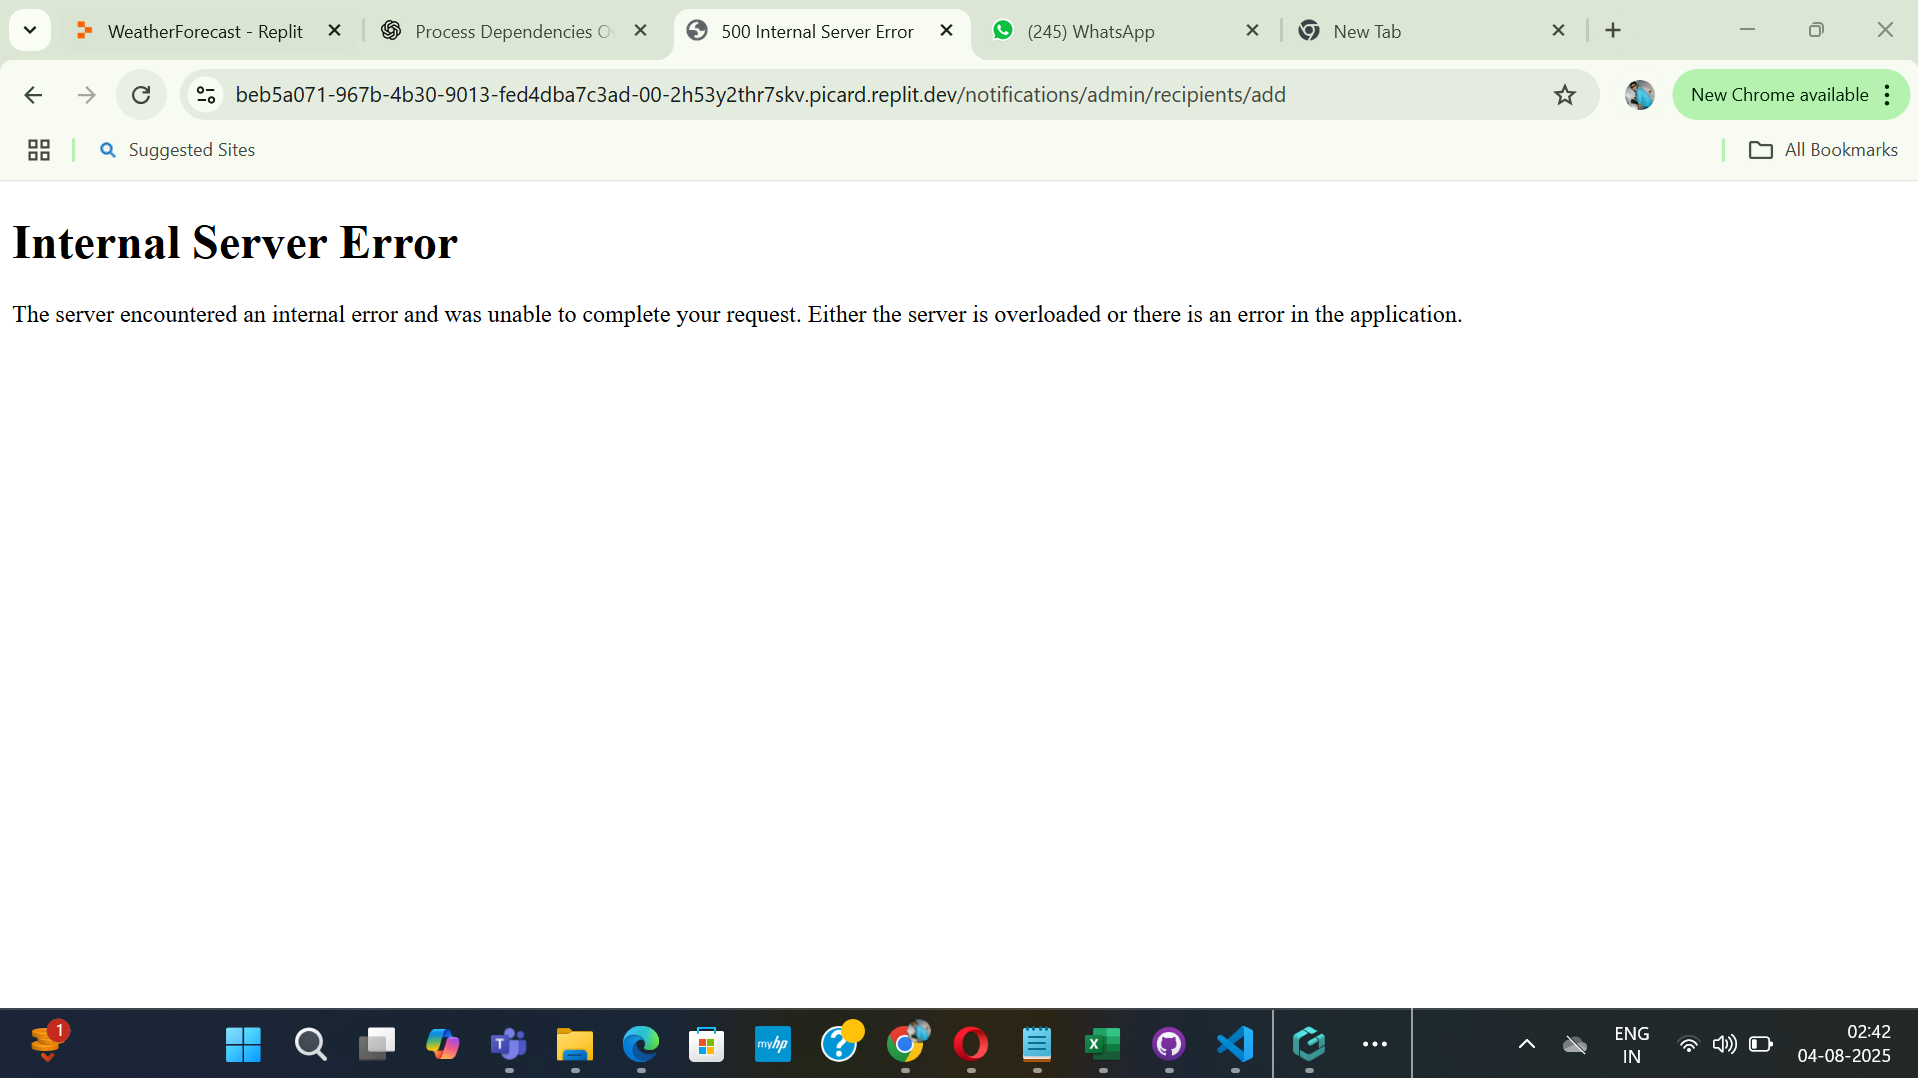 WeatherForecast - Replit
Process Dependencies O
500 Internal Server Error
(245) WhatsApp
New Tab
beb5a071-967b-4b30-9013-fed4dba7c3ad-00-2h53y2thr7skv.picard.replit.dev/notifications/admin/recipients/add
New Chrome available
Suggested Sites
All Bookmarks
Internal Server Error
The server encountered an internal error and was unable to complete your request. Either the server is overloaded or there is an error in the application.
1
myhp
ENG
IN
02:42
04-08-2025